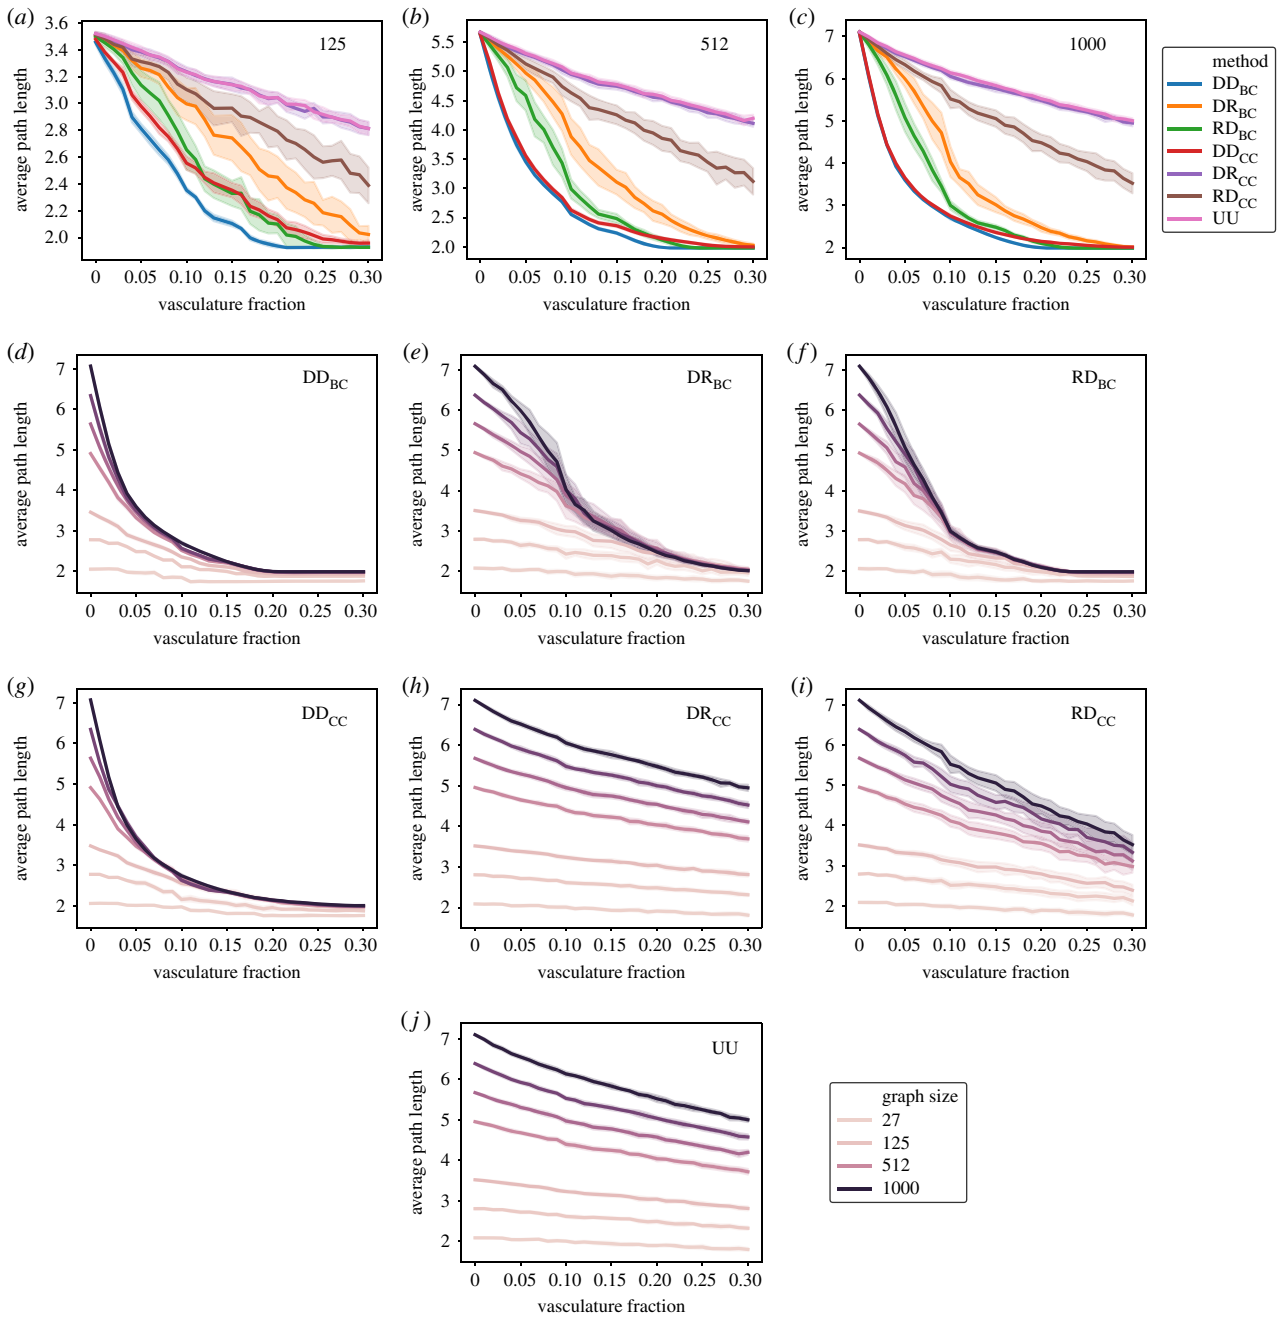 (a)
3.6
3.4
3.2
3.0
2.8
2.6
2.4
2.2
2.0
average path length
125
0 0.05 0.10 0.15 0.20 0.25 0.30
vasculature fraction
(b)
5.5
5.0
4.5
4.0
3.5
3.0
2.5
2.0
average path length
512
0 0.05 0.10 0.15 0.20 0.25 0.30
vasculature fraction
(c)
7
6
5
4
3
2
average path length
1000
0 0.05 0.10 0.15 0.20 0.25 0.30
vasculature fraction
method
DD_BC
DR_BC
RD_BC
DD_CC
DR_CC
RD_CC
UU
(d)
7
6
5
4
3
2
average path length
DD_BC
0 0.05 0.10 0.15 0.20 0.25 0.30
vasculature fraction
(e)
7
6
5
4
3
2
average path length
DR_BC
0 0.05 0.10 0.15 0.20 0.25 0.30
vasculature fraction
(f)
7
6
5
4
3
2
average path length
RD_BC
0 0.05 0.10 0.15 0.20 0.25 0.30
vasculature fraction
(g)
7
6
5
4
3
2
average path length
DD_CC
0 0.05 0.10 0.15 0.20 0.25 0.30
vasculature fraction
(h)
7
6
5
4
3
2
average path length
DR_CC
0 0.05 0.10 0.15 0.20 0.25 0.30
vasculature fraction
(i)
7
6
5
4
3
2
average path length
RD_CC
0 0.05 0.10 0.15 0.20 0.25 0.30
vasculature fraction
(j)
7
6
5
4
3
2
average path length
UU
0 0.05 0.10 0.15 0.20 0.25 0.30
vasculature fraction
graph size
27
125
512
1000